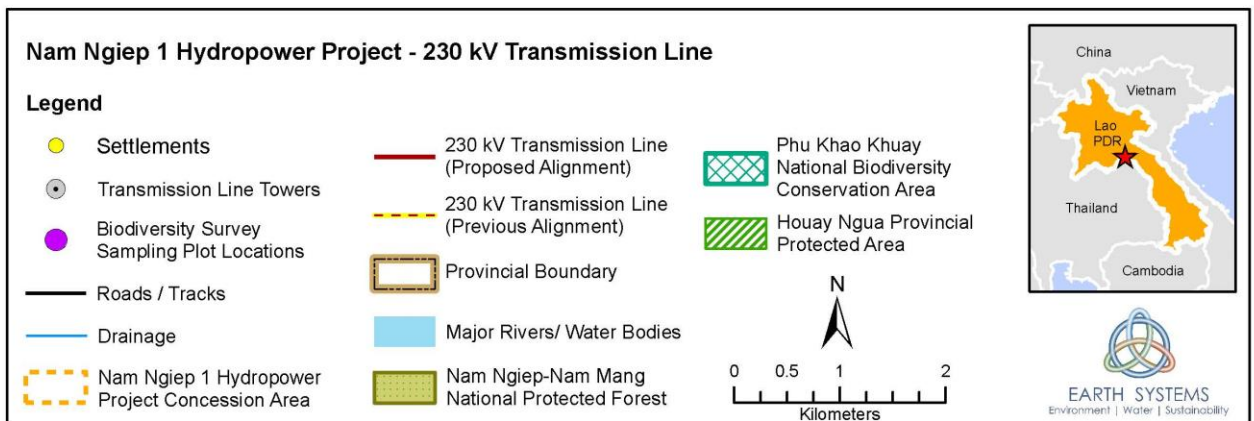 Nam Ngiep 1 Hydropower Project - 230 kV Transmission Line
Legend
Settlements
Transmission Line Towers
Biodiversity Survey
Sampling Plot Locations
Roads / Tracks
Drainage
Nam Ngiep 1 Hydropower
Project Concession Area
230 kV Transmission Line
(Proposed Alignment)
230 kV Transmission Line
(Previous Alignment)
Provincial Boundary
Major Rivers/ Water Bodies
Nam Ngiep-Nam Mang
National Protected Forest
Phu Khao Khuay
National Biodiversity
Conservation Area
Houay Ngua Provincial
Protected Area
N
0 0.5 1 2
Kilometers
China
Vietnam
Lao
PDR
Thailand
Cambodia
EARTH SYSTEMS
Environment | Water | Sustainability